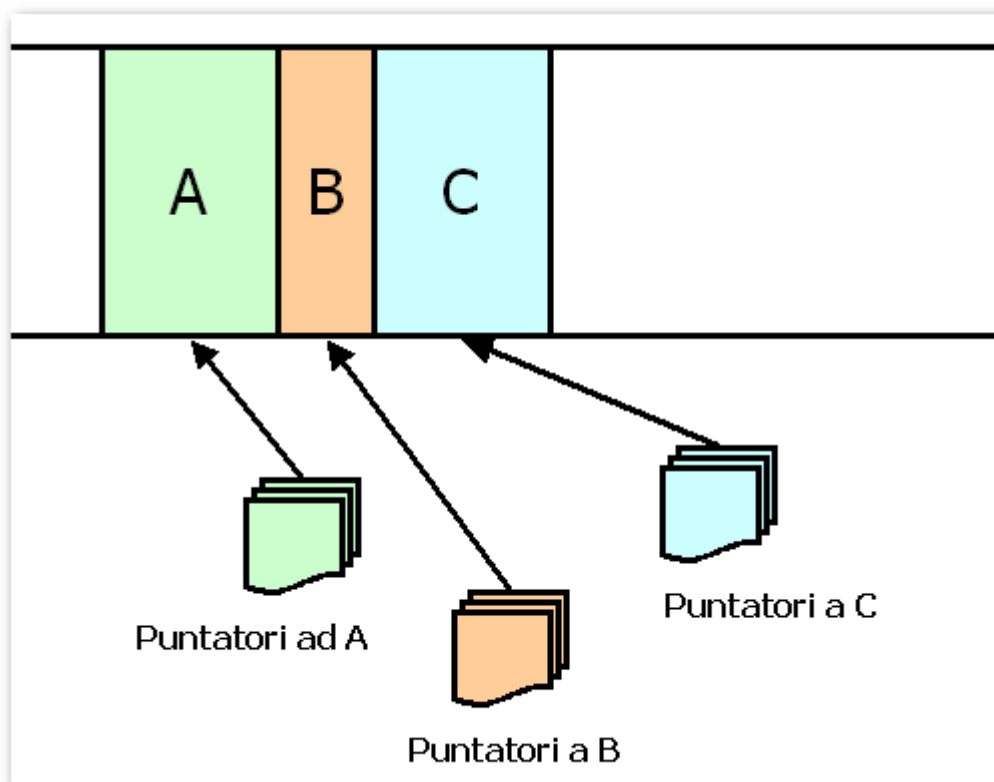 A
B
C
Puntatori ad A
Puntatori a C
Puntatori a B